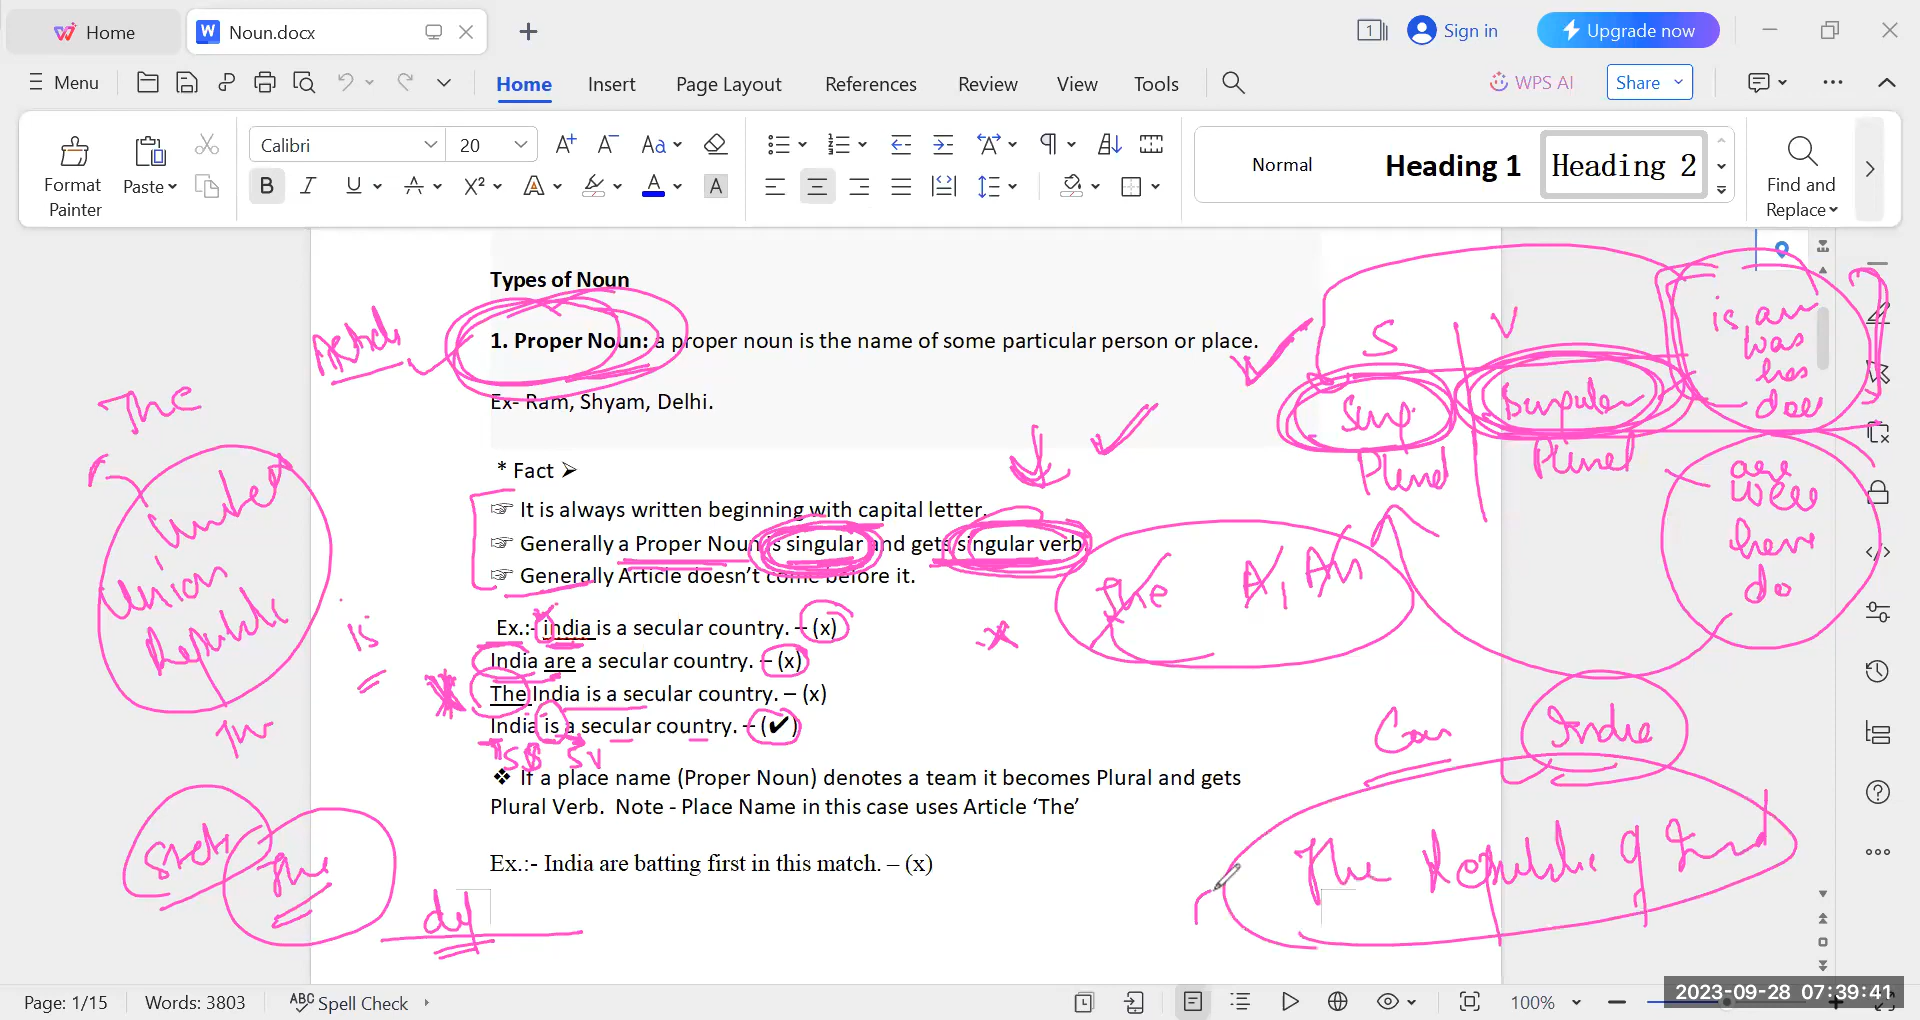 Home
Noun.docx
Sign in
Upgrade now
Menu
Home Insert Page Layout References Review View Tools
WPS AI
Share
Format Painter
Paste
Calibri
20
Normal
Heading 1
Heading 2
Find and Replace
Types of Noun
1. Proper Noun: a proper noun is the name of some particular person or place.
Ex- Ram, Shyam, Delhi.
* Fact ➢
☞ It is always written beginning with capital letter.
☞ Generally a Proper Noun is singular and gets singular verb.
☞ Generally Article doesn't come before it.
Ex.:- india is a secular country. – (x)
India are a secular country. – (x)
The India is a secular country. – (x)
India is a secular country. – (✔)
❖ If a place name (Proper Noun) denotes a team it becomes Plural and gets
Plural Verb. Note - Place Name in this case uses Article 'The'
Ex.:- India are batting first in this match. – (x)
The
United
Union
Republic
is
The
S V
Sing Singular
Plural Plural
is am
was
has
does
are
were
have
do
The A, An
S V
The Republic of Ind
Page: 1/15
Words: 3803
Spell Check
100%
2023-09-28 07:39:41